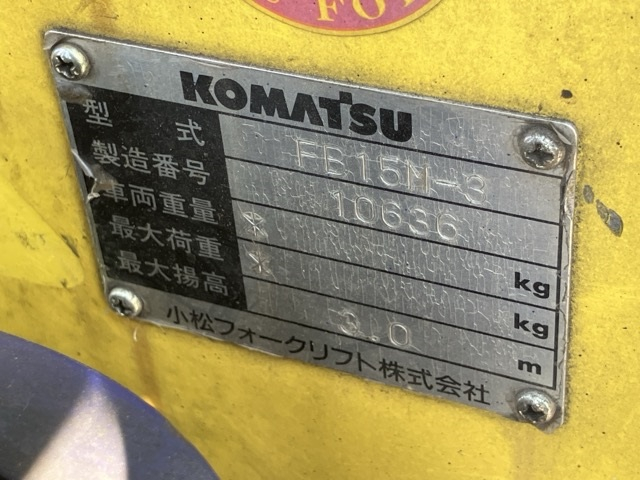 FO
KOMATSU
型式 FB15M-3
製造番号 10636
車両重量 * kg
最大荷重 * kg
最大揚高 3.0 m
小松フォークリフト株式会社